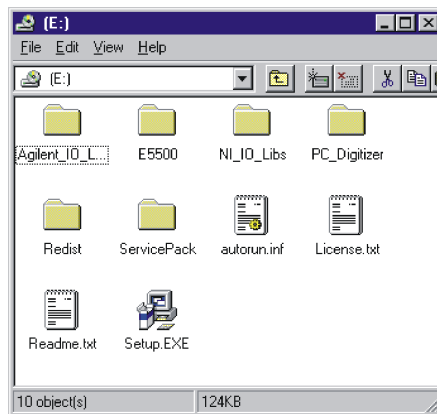 (E:)
File Edit View Help
(E:)
Agilent_IO_L... E5500 NI_IO_Libs PC_Digitizer
Redist ServicePack autorun.inf License.txt
Readme.txt Setup.EXE
10 object(s) 124KB